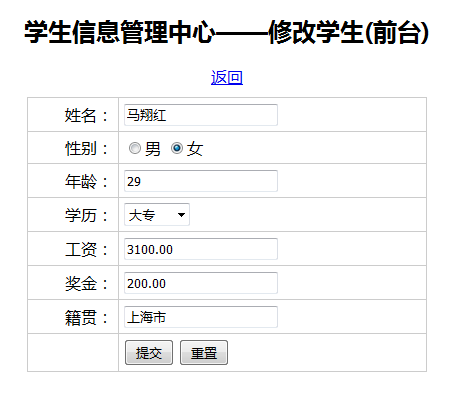 学生信息管理中心——修改学生(前台)
返回
姓名： 马翔红
性别： 男 女
年龄： 29
学历： 大专
工资： 3100.00
奖金： 200.00
籍贯： 上海市
提交 重置